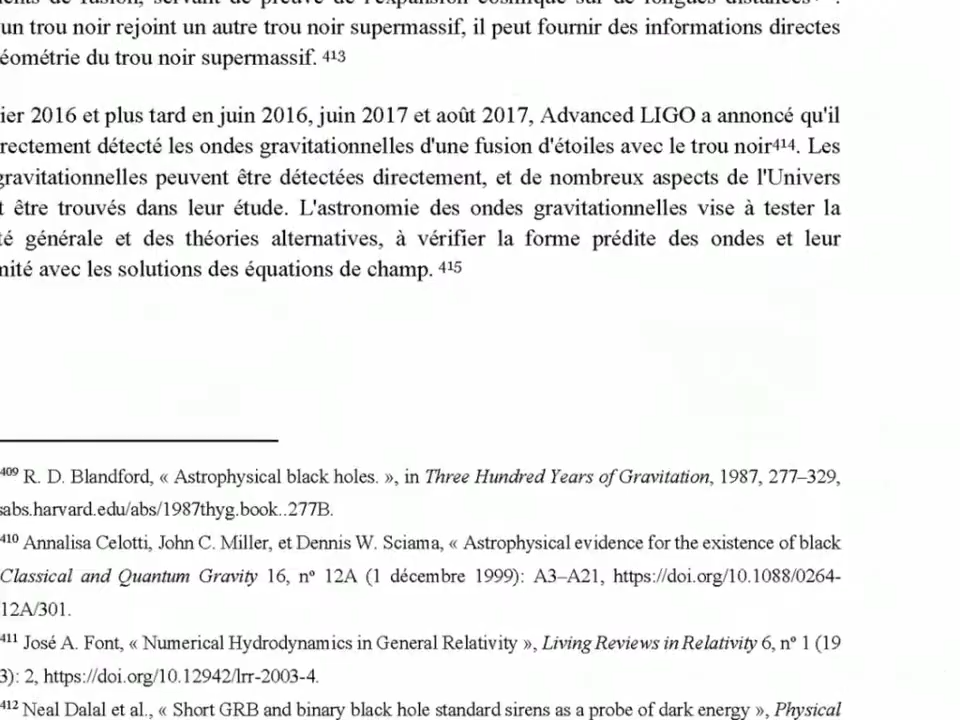 un trou noir rejoint un autre trou noir supermassif, il peut fournir des informations directes
éométrie du trou noir supermassif. 413
ier 2016 et plus tard en juin 2016, juin 2017 et août 2017, Advanced LIGO a annoncé qu'il
rectement détecté les ondes gravitationnelles d'une fusion d'étoiles avec le trou noir414. Les
gravitationnelles peuvent être détectées directement, et de nombreux aspects de l'Univers
t être trouvés dans leur étude. L'astronomie des ondes gravitationnelles vise à tester la
té générale et des théories alternatives, à vérifier la forme prédite des ondes et leur
mité avec les solutions des équations de champ. 415
409 R. D. Blandford, « Astrophysical black holes. », in Three Hundred Years of Gravitation, 1987, 277–329,
sabs.harvard.edu/abs/1987thyg.book..277B.
410 Annalisa Celotti, John C. Miller, et Dennis W. Sciama, « Astrophysical evidence for the existence of black
Classical and Quantum Gravity 16, nº 12A (1 décembre 1999): A3–A21, https://doi.org/10.1088/0264-
12A/301.
411 José A. Font, « Numerical Hydrodynamics in General Relativity », Living Reviews in Relativity 6, nº 1 (19
3): 2, https://doi.org/10.12942/lrr-2003-4.
412 Neal Dalal et al., « Short GRB and binary black hole standard sirens as a probe of dark energy », Physical